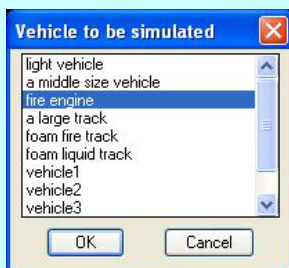 Vehicle to be simulated
light vehicle
a middle size vehicle
fire engine
a large track
foam fire track
foam liquid track
vehicle1
vehicle2
vehicle3
OK Cancel